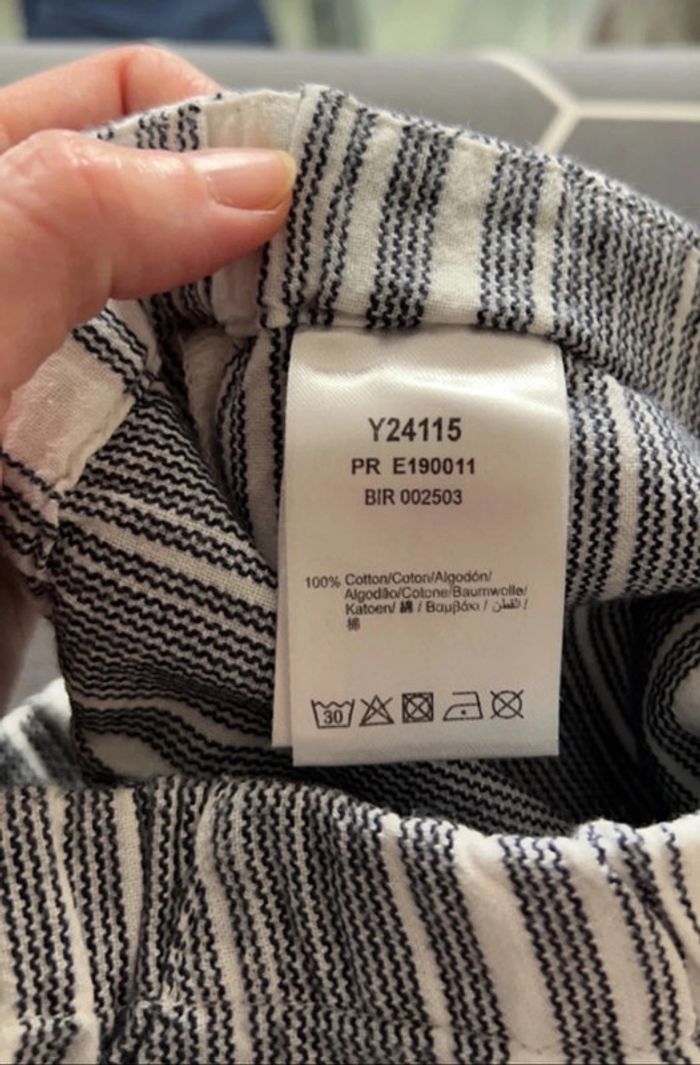 Y24115
PR E190011
BIR 002503
100% Cotton/Coton/Algodón/
Algodão/Cotone/Baumwolle/
Katoen/ 綿 / Βαμβάκι / القطن /
棉
30